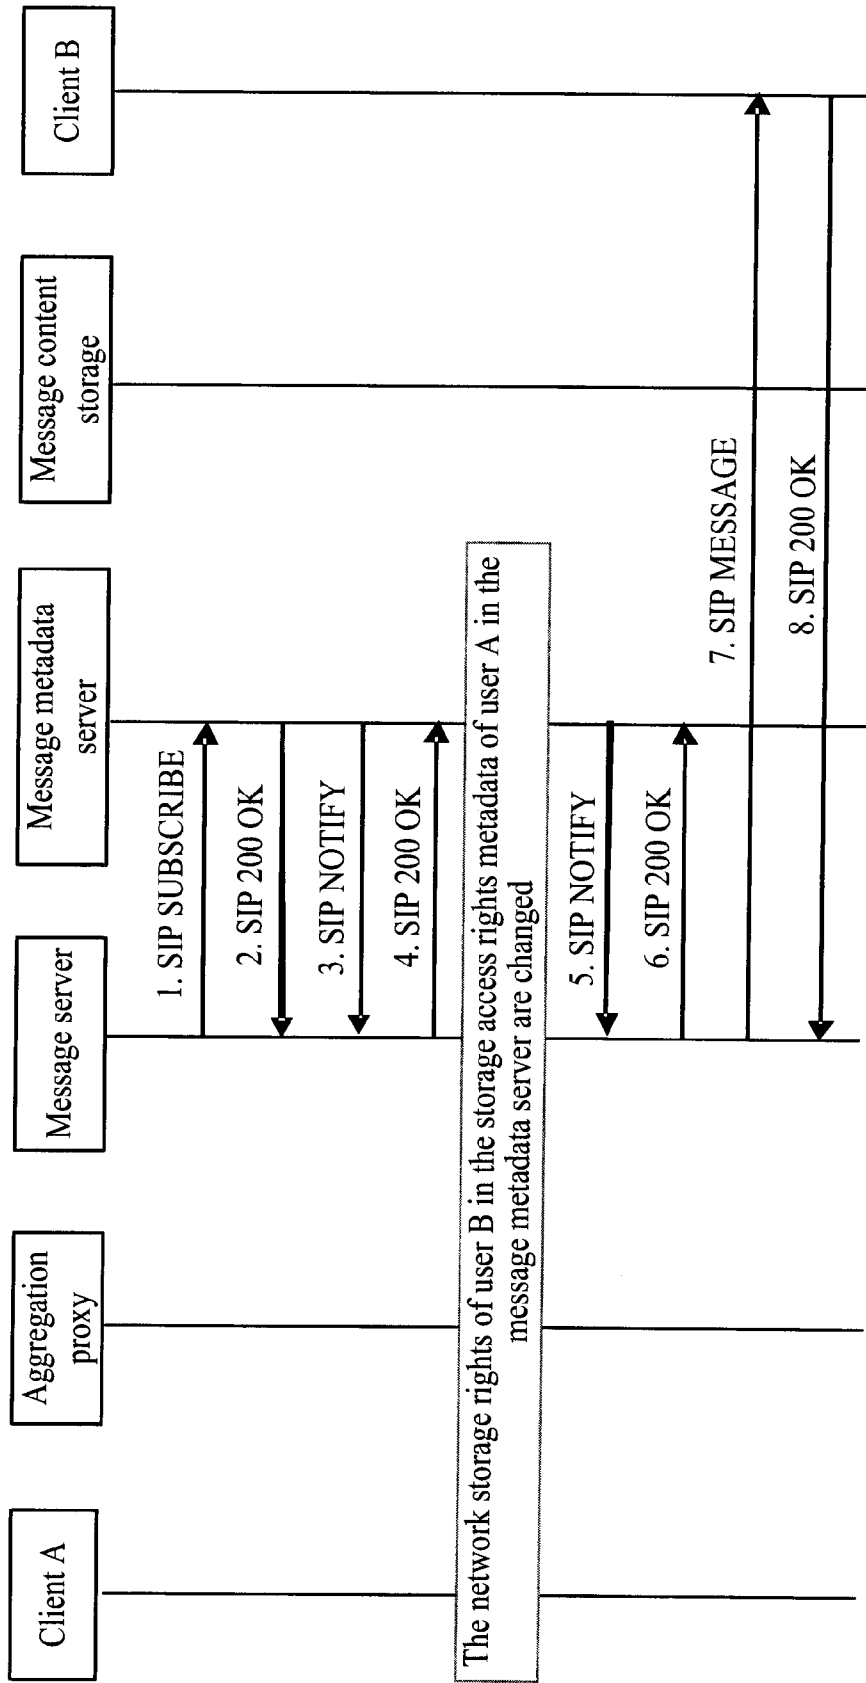 Client A
Aggregation
proxy
Message server
Message metadata
server
Message content
storage
Client B
1. SIP SUBSCRIBE
2. SIP 200 OK
3. SIP NOTIFY
4. SIP 200 OK
The network storage rights of user B in the storage access rights metadata of user A in the
message metadata server are changed
5. SIP NOTIFY
6. SIP 200 OK
7. SIP MESSAGE
8. SIP 200 OK